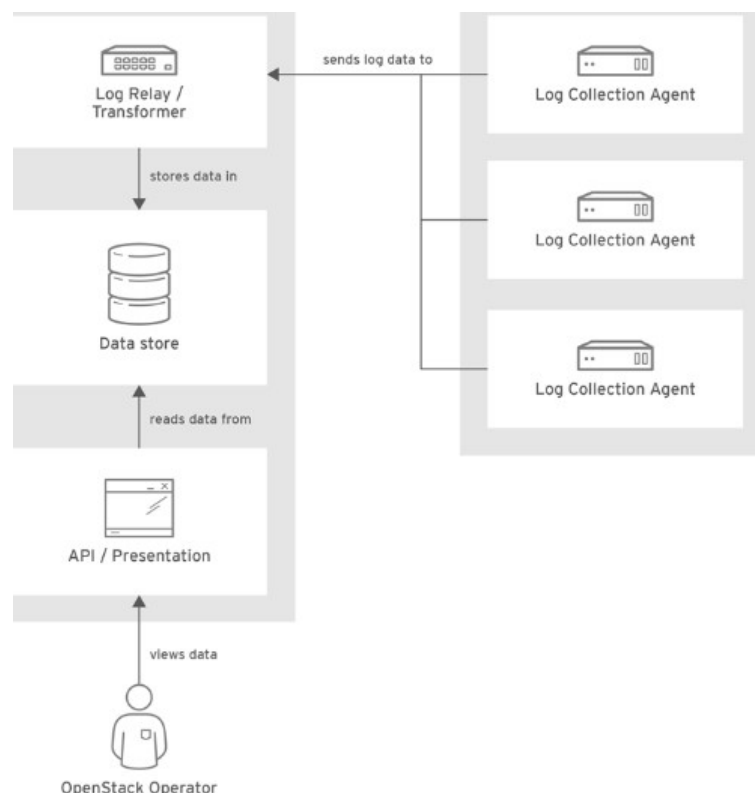 sends log data to
Log Relay /
Transformer
Log Collection Agent
stores data in
Log Collection Agent
Data store
Log Collection Agent
reads data from
API / Presentation
views data
OpenStack Operator